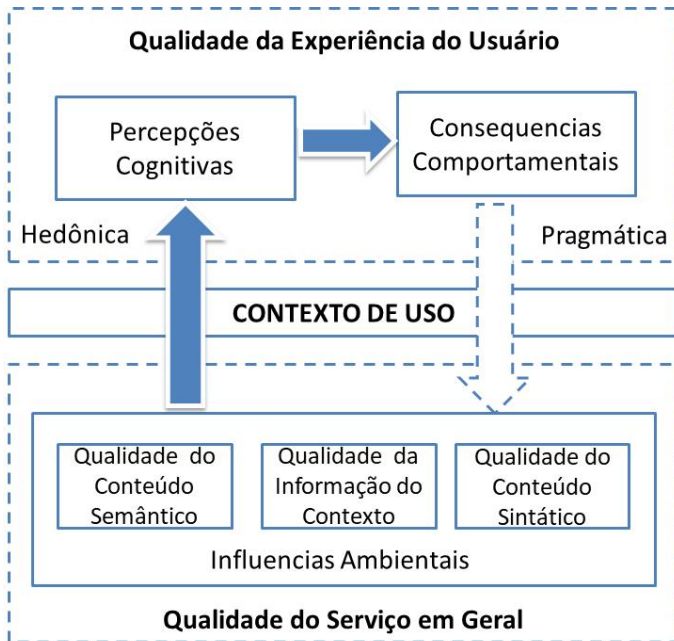 Qualidade da Experiência do Usuário
Percepções
Cognitivas
Consequencias
Comportamentais
Hedônica
Pragmática
CONTEXTO DE USO
Qualidade do
Conteúdo
Semântico
Qualidade da
Informação do
Contexto
Qualidade do
Conteúdo
Sintático
Influencias Ambientais
Qualidade do Serviço em Geral